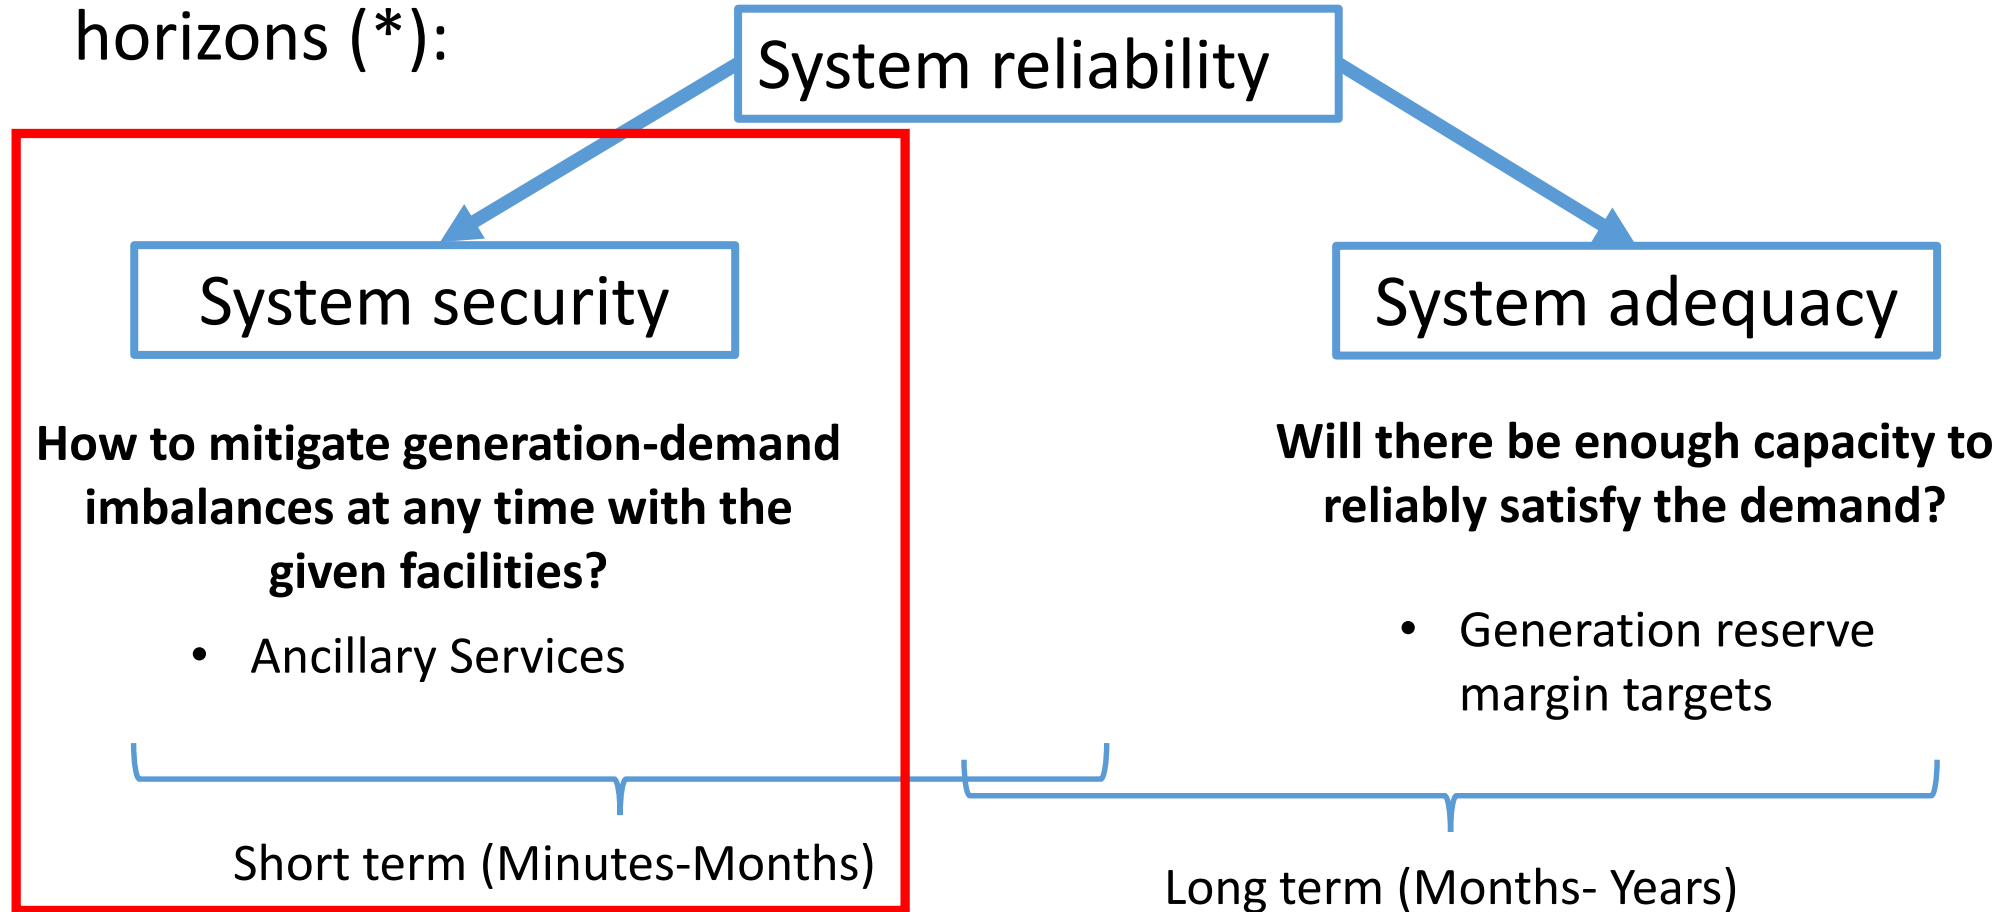 horizons (*):
System reliability
System security
How to mitigate generation-demand
imbalances at any time with the
given facilities?
• Ancillary Services
Short term (Minutes-Months)
System adequacy
Will there be enough capacity to
reliably satisfy the demand?
• Generation reserve
margin targets
Long term (Months- Years)